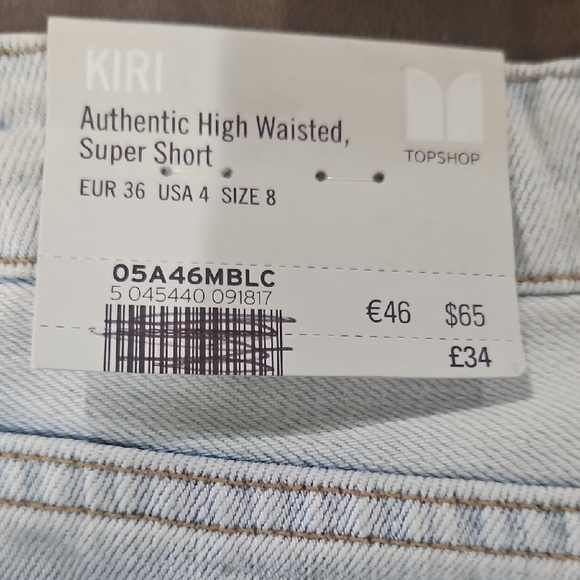 KIRI
Authentic High Waisted,
Super Short
TOPSHOP
EUR 36 USA 4 SIZE 8
05A46MBLC
5 045440 091817
€46 $65
£34